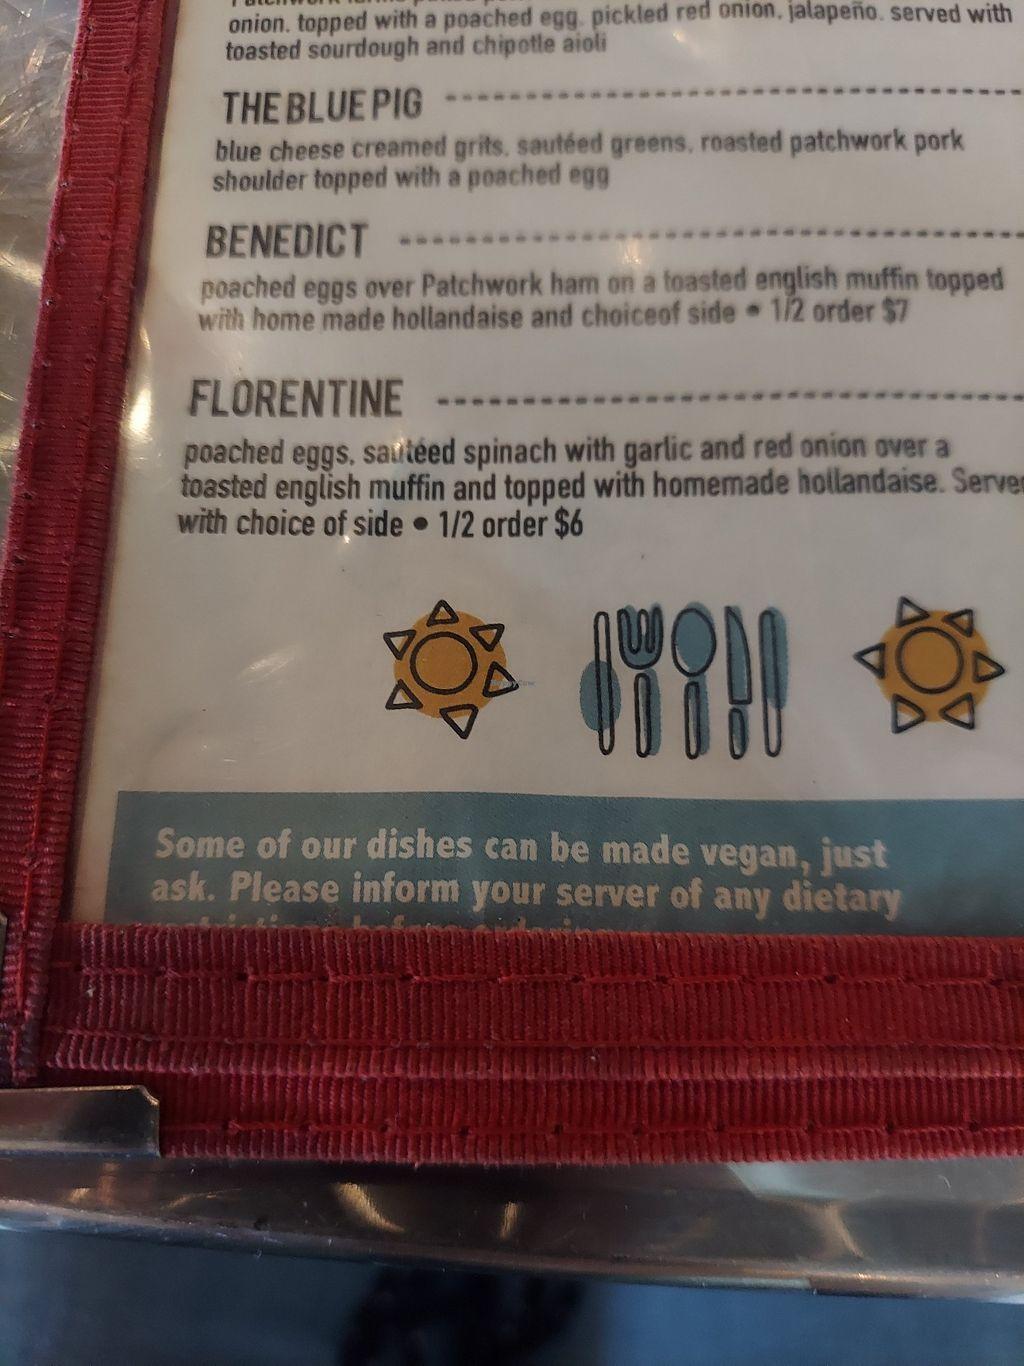 onion. topped with a poached egg. pickled red onion. jalapeño. served with
toasted sourdough and chipotle aioli
THE BLUE PIG
blue cheese creamed grits. sautéed greens. roasted patchwork pork
shoulder topped with a poached egg
BENEDICT
poached eggs over Patchwork ham on a toasted english muffin topped
with home made hollandaise and choiceof side • 1/2 order $7
FLORENTINE
poached eggs. sautéed spinach with garlic and red onion over a
toasted english muffin and topped with homemade hollandaise. Serve
with choice of side • 1/2 order $6
Some of our dishes can be made vegan, just
ask. Please inform your server of any dietary